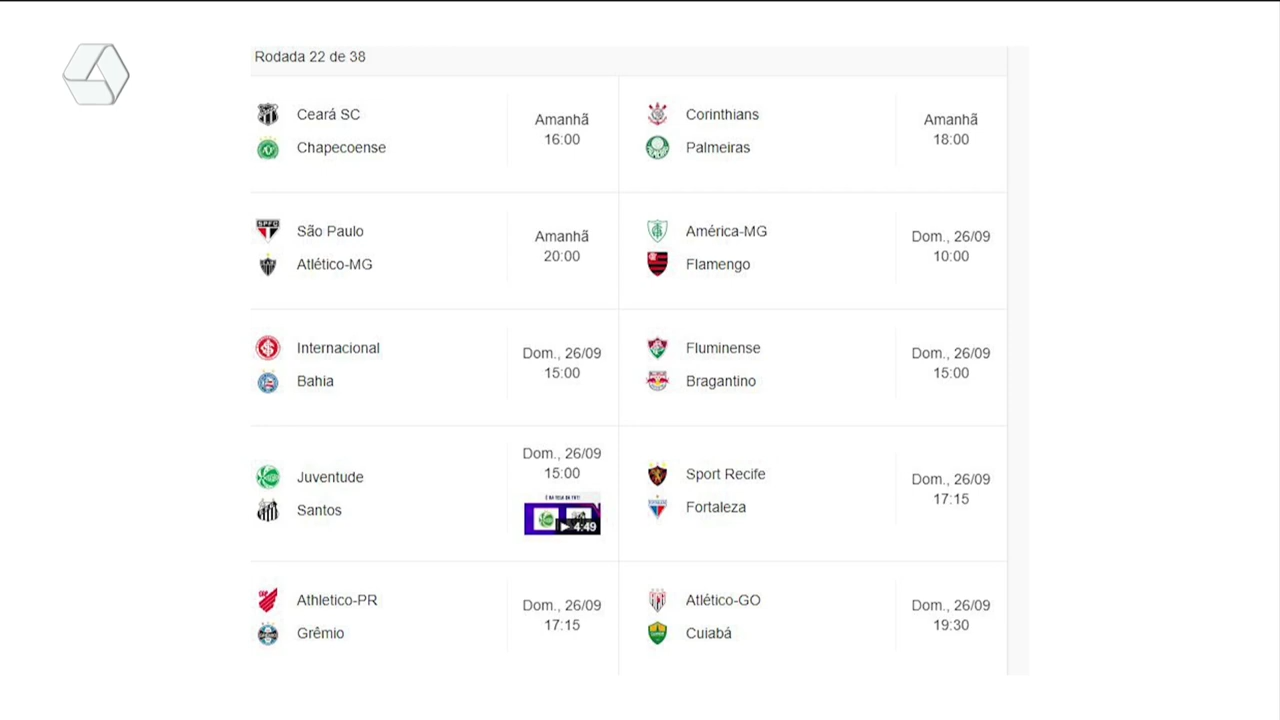 Rodada 22 de 38
Ceará SC
Chapecoense
Amanhã
16:00
Corinthians
Palmeiras
Amanhã
18:00
São Paulo
Atlético-MG
Amanhã
20:00
América-MG
Flamengo
Dom., 26/09
10:00
Internacional
Bahia
Dom., 26/09
15:00
Fluminense
Bragantino
Dom., 26/09
15:00
Juventude
Santos
Dom., 26/09
15:00
4:49
Sport Recife
Fortaleza
Dom., 26/09
17:15
Athletico-PR
Grêmio
Dom., 26/09
17:15
Atlético-GO
Cuiabá
Dom., 26/09
19:30